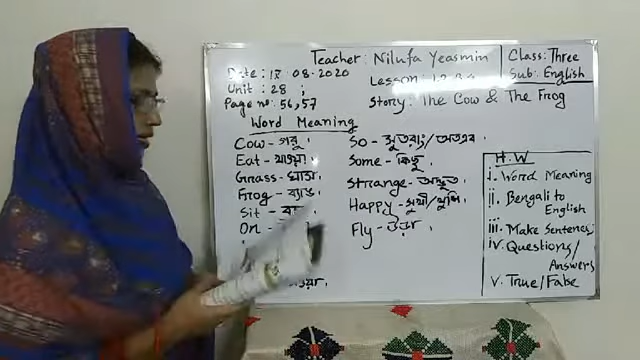 Teacher: Nilufa Yeasmin
Class: Three
Sub: English
Date: 18.08.2020
Unit: 28
Lesson:
Page no: 56,57
Story: The Cow & The Frog
Word Meaning
Cow - গরু
Eat - খাওয়া
Grass - ঘাস
Frog - ব্যাঙ
Sit -
On -
So - সুতরাং/অতএব
Some - কিছু
Strange - অদ্ভুত
Happy - সুখী/খুশি
Fly - উড়া
H.W
i. Word Meaning
ii. Bengali to
English
iii. Make Sentences
iv. Questions/
Answers
v. True/False